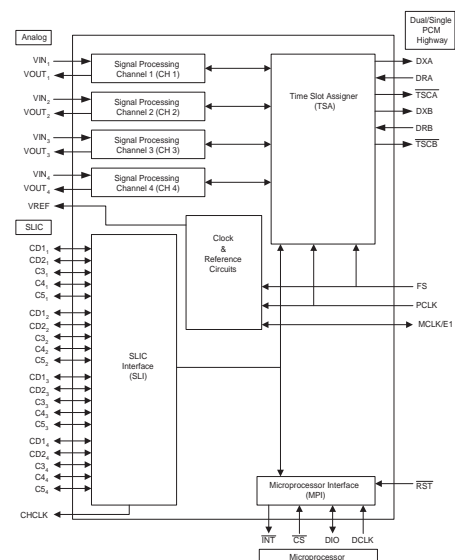 Dual/Single
PCM
Highway
Analog
VIN₁
VOUT₁
Signal Processing
Channel 1 (CH 1)
VIN₂
VOUT₂
Signal Processing
Channel 2 (CH 2)
VIN₃
VOUT₃
Signal Processing
Channel 3 (CH 3)
VIN₄
VOUT₄
Signal Processing
Channel 4 (CH 4)
Time Slot Assigner
(TSA)
DXA
DRA
TSCA
DXB
DRB
TSCB
VREF
SLIC
Clock
&
Reference
Circuits
FS
PCLK
MCLK/E1
CD1₁
CD2₁
C3₁
C4₁
C5₁
CD1₂
CD2₂
C3₂
C4₂
C5₂
CD1₃
CD2₃
C3₃
C4₃
C5₃
CD1₄
CD2₄
C3₄
C4₄
C5₄
CHCLK
SLIC
Interface
(SLI)
Microprocessor Interface
(MPI)
RST
INT
CS
DIO
DCLK
Microprocessor